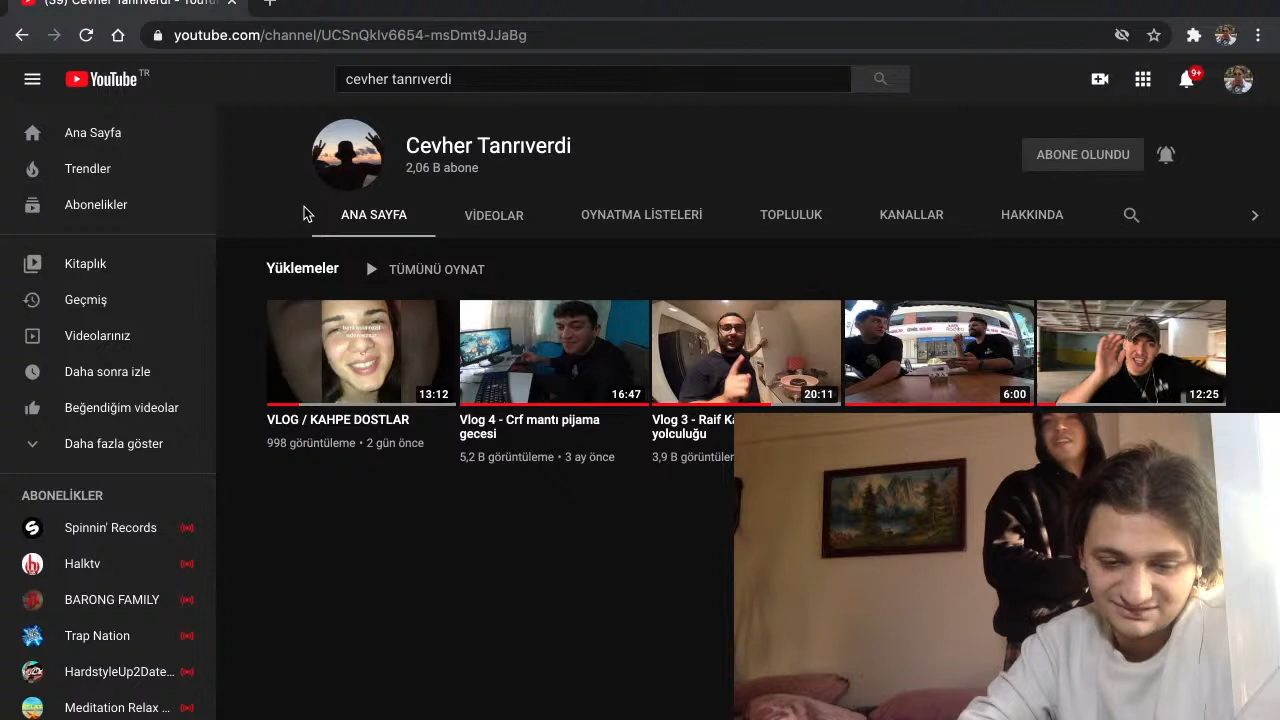 (39) Cevher Tanrıverdi - YouTu
youtube.com/channel/UCSnQkIv6654-msDmt9JJaBg
YouTube TR
cevher tanrıverdi
9+
Ana Sayfa
Trendler
Abonelikler
Kitaplık
Geçmiş
Videolarınız
Daha sonra izle
Beğendiğim videolar
Daha fazla göster
ABONELİKLER
Spinnin' Records
Halktv
BARONG FAMILY
Trap Nation
HardstyleUp2Date...
Meditation Relax ...
Cevher Tanrıverdi
2,06 B abone
ABONE OLUNDU
ANA SAYFA
VİDEOLAR
OYNATMA LİSTELERİ
TOPLULUK
KANALLAR
HAKKINDA
Yüklemeler
TÜMÜNÜ OYNAT
13:12
16:47
20:11
6:00
12:25
VLOG / KAHPE DOSTLAR
998 görüntüleme • 2 gün önce
Vlog 4 - Crf mantı pijama
gecesi
5,2 B görüntüleme • 3 ay önce
Vlog 3 - Raif Ka
yolculuğu
3,9 B görüntüler